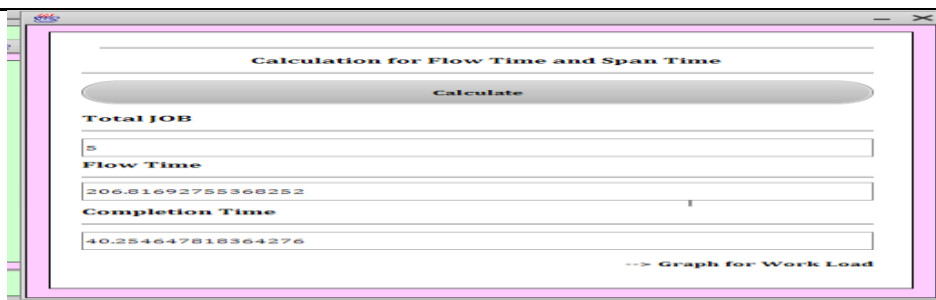 Calculation for Flow Time and Span Time
Calculate
Total JOB
5
Flow Time
206.81692755368252
Completion Time
40.254647818364276
--> Graph for Work Load